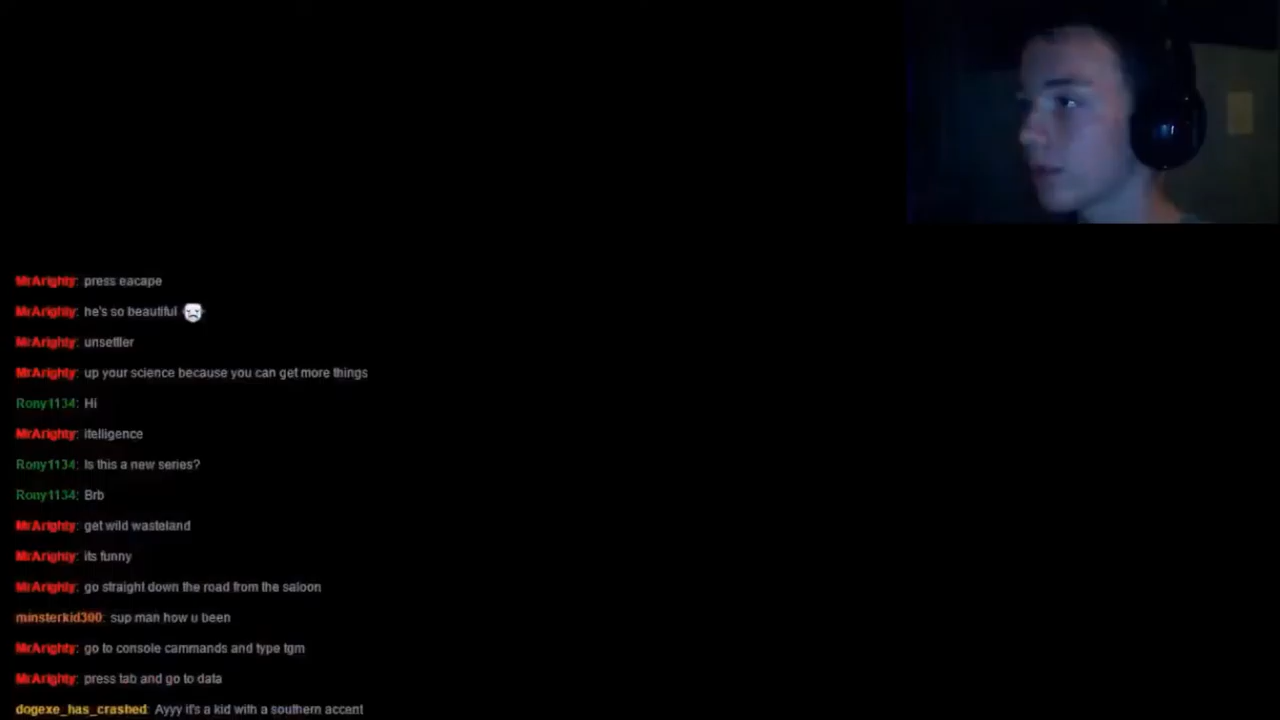 MrArighty: press eacape
MrArighty: he's so beautiful
MrArighty: unsettler
MrArighty: up your science because you can get more things
Rony1134: Hi
MrArighty: itelligence
Rony1134: Is this a new series?
Rony1134: Brb
MrArighty: get wild wasteland
MrArighty: its funny
MrArighty: go straight down the road from the saloon
minsterkid300: sup man how u been
MrArighty: go to console cammands and type tgm
MrArighty: press tab and go to data
dogexe_has_crashed: Ayyy it's a kid with a southern accent